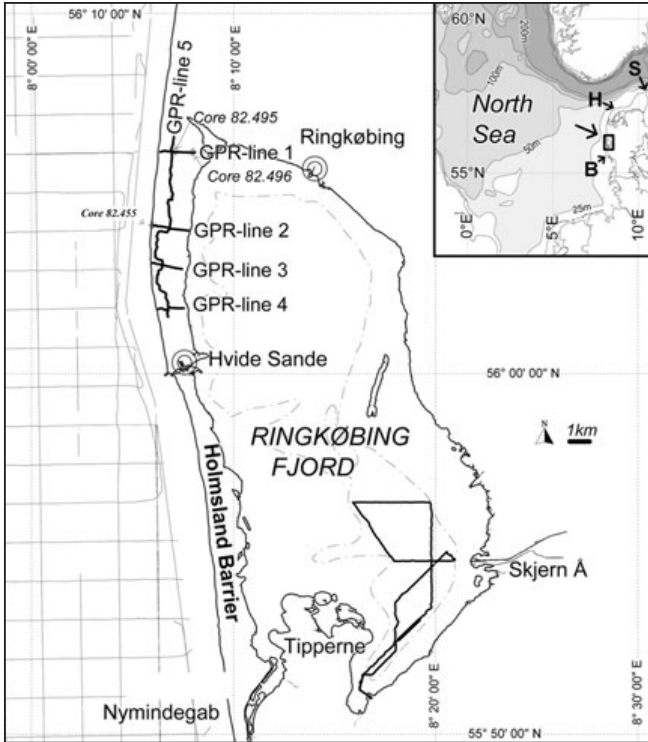 56° 10' 00" N
8° 00' 00" E
GPR-line 5
8° 10' 00" E
Core 82.495
Ringkøbing
GPR-line 1
Core 82.496
Core 82.455
GPR-line 2
GPR-line 3
GPR-line 4
Hvide Sande
56° 00' 00" N
RINGKØBING
FJORD
N
1km
Holmsland Barrier
Skjern Å
Tipperne
Nymindegab
8° 20' 00" E
8° 30' 00" E
55° 50' 00" N
60°N
200m
100m
S
North
Sea
H
50m
55°N
B
25m
0°E
5°E
10°E